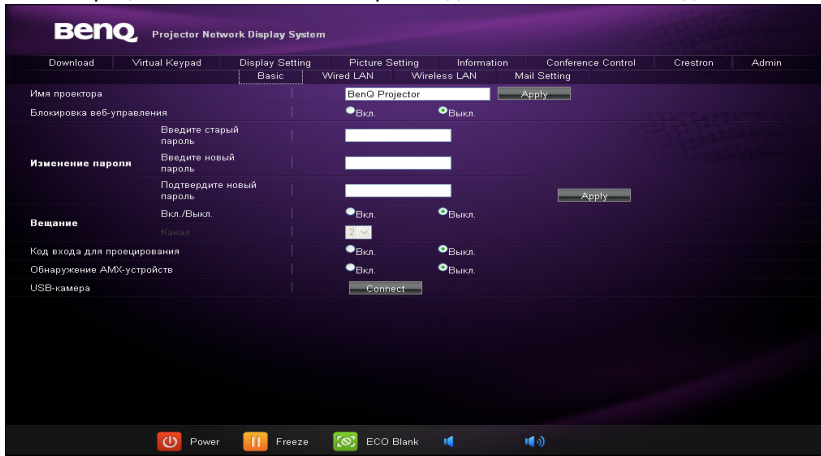 BenQ Projector Network Display System
Download Virtual Keypad Display Setting Picture Setting Information Conference Control Crestron Admin
Basic Wired LAN Wireless LAN Mail Setting
Имя проектора BenQ Projector Apply
Блокировка веб-управления Вкл. Выкл.
Введите старый
пароль
Изменение пароля
Введите новый
пароль
Подтвердите новый
пароль
Apply
Вещание
Вкл./Выкл. Вкл. Выкл.
Канал 2
Код входа для проецирования Вкл. Выкл.
Обнаружение AMX-устройств Вкл. Выкл.
USB-камера Connect
Power Freeze ECO Blank